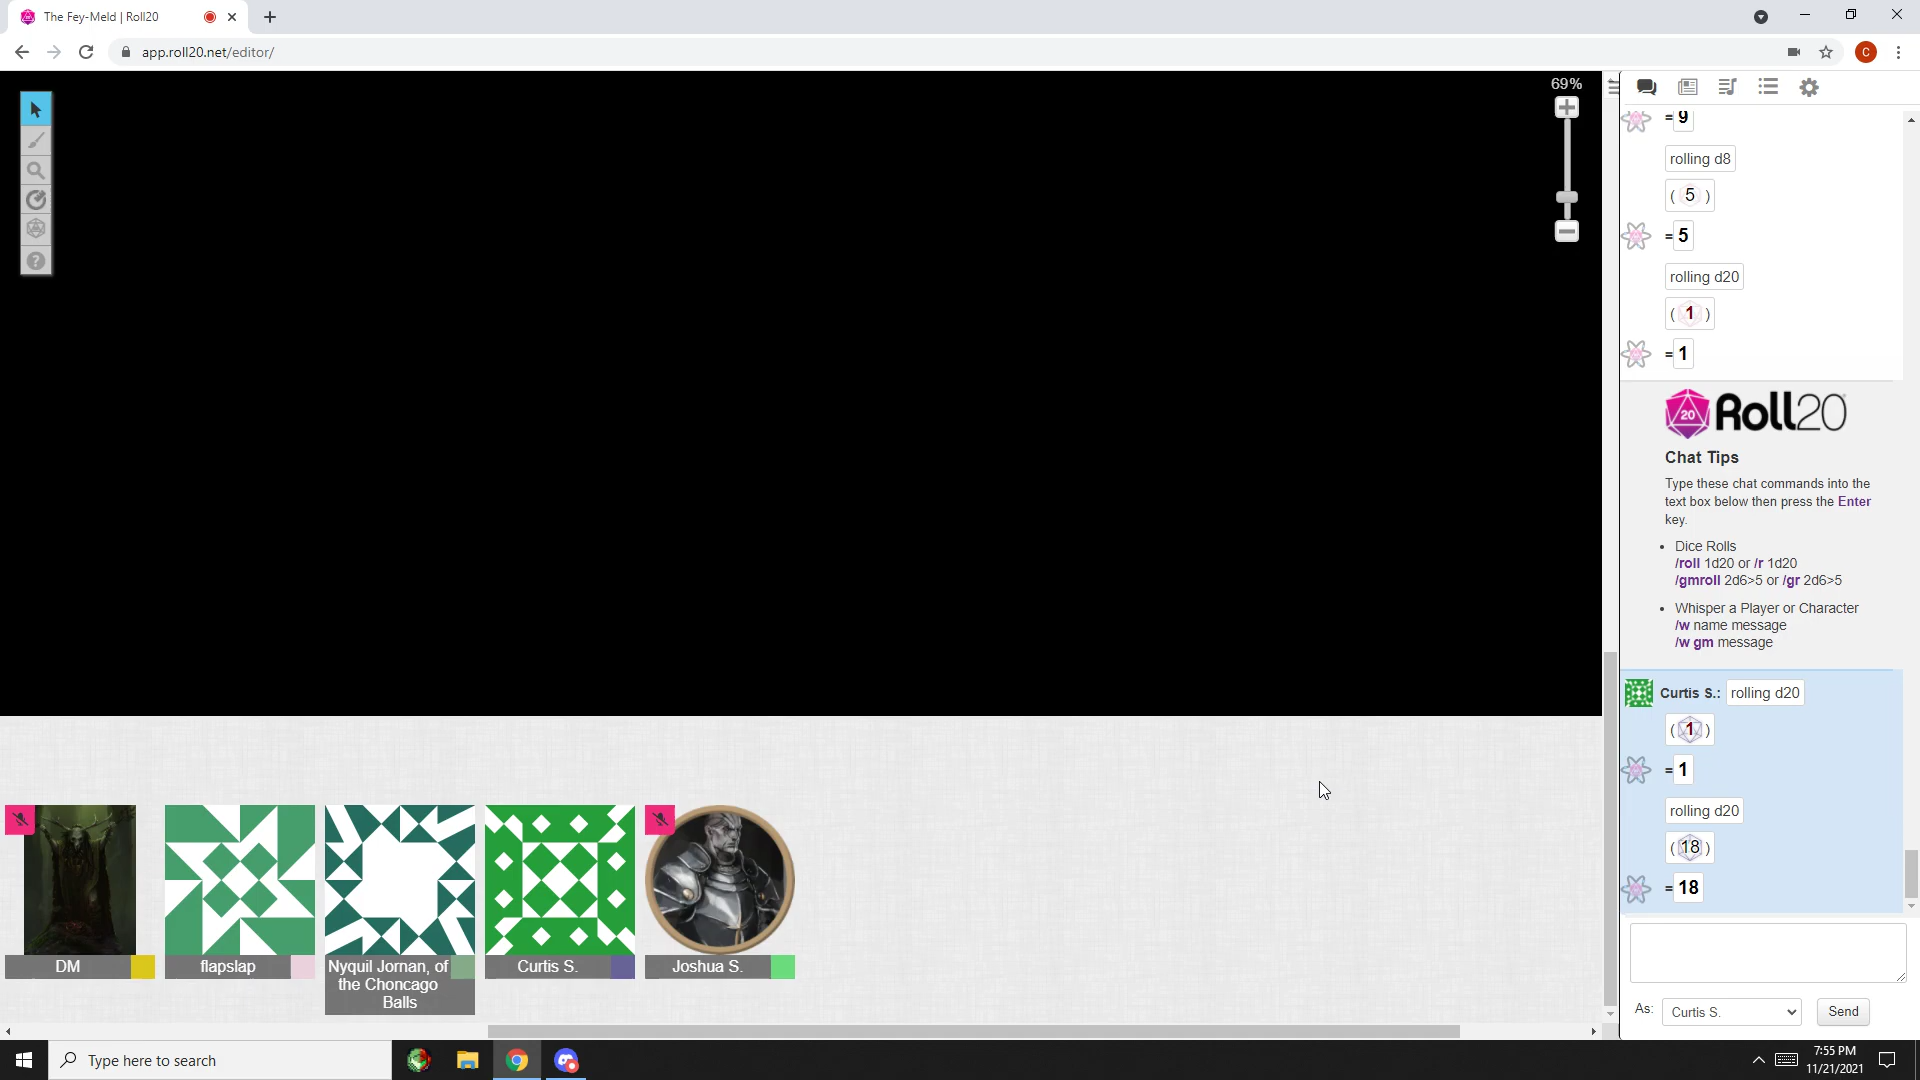 The Fey-Meld | Roll20
app.roll20.net/editor/
69%
=9
rolling d8
(5)
=5
rolling d20
(1)
=1
20 Roll20
Chat Tips
Type these chat commands into the
text box below then press the Enter
key.
• Dice Rolls
/roll 1d20 or /r 1d20
/gmroll 2d6>5 or /gr 2d6>5
• Whisper a Player or Character
/w name message
/w gm message
Curtis S.: rolling d20
(1)
=1
rolling d20
(18)
=18
DM
flapslap
Nyquil Jornan, of
the Choncago
Balls
Curtis S.
Joshua S.
As: Curtis S. Send
Type here to search
7:55 PM
11/21/2021
C
?